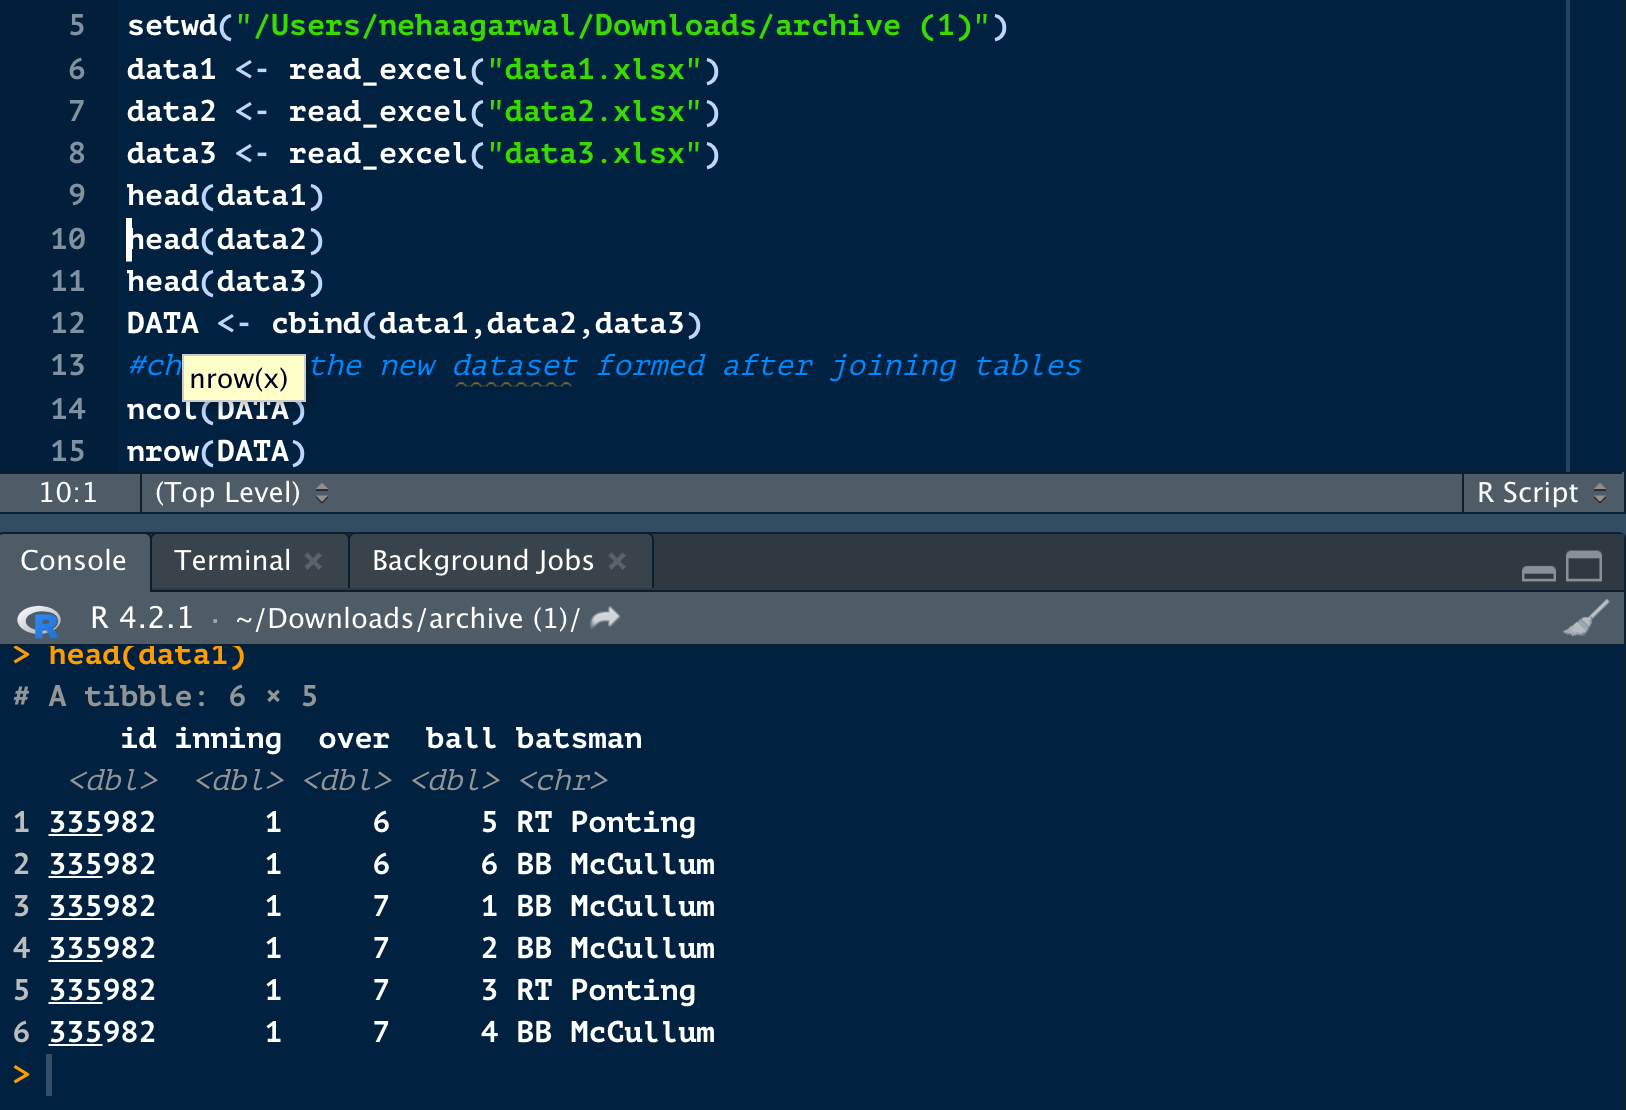 5 setwd("/Users/nehaagarwal/Downloads/archive (1)")
6 data1 <- read_excel("data1.xlsx")
7 data2 <- read_excel("data2.xlsx")
8 data3 <- read_excel("data3.xlsx")
9 head(data1)
10 head(data2)
11 head(data3)
12 DATA <- cbind(data1,data2,data3)
13 #ch the new dataset formed after joining tables
nrow(x)
14 ncol(DATA)
15 nrow(DATA)
10:1 (Top Level) R Script
Console Terminal Background Jobs
R R 4.2.1 · ~/Downloads/archive (1)/
> head(data1)
# A tibble: 6 × 5
id inning over ball batsman
<dbl> <dbl> <dbl> <dbl> <chr>
1 335982 1 6 5 RT Ponting
2 335982 1 6 6 BB McCullum
3 335982 1 7 1 BB McCullum
4 335982 1 7 2 BB McCullum
5 335982 1 7 3 RT Ponting
6 335982 1 7 4 BB McCullum
>